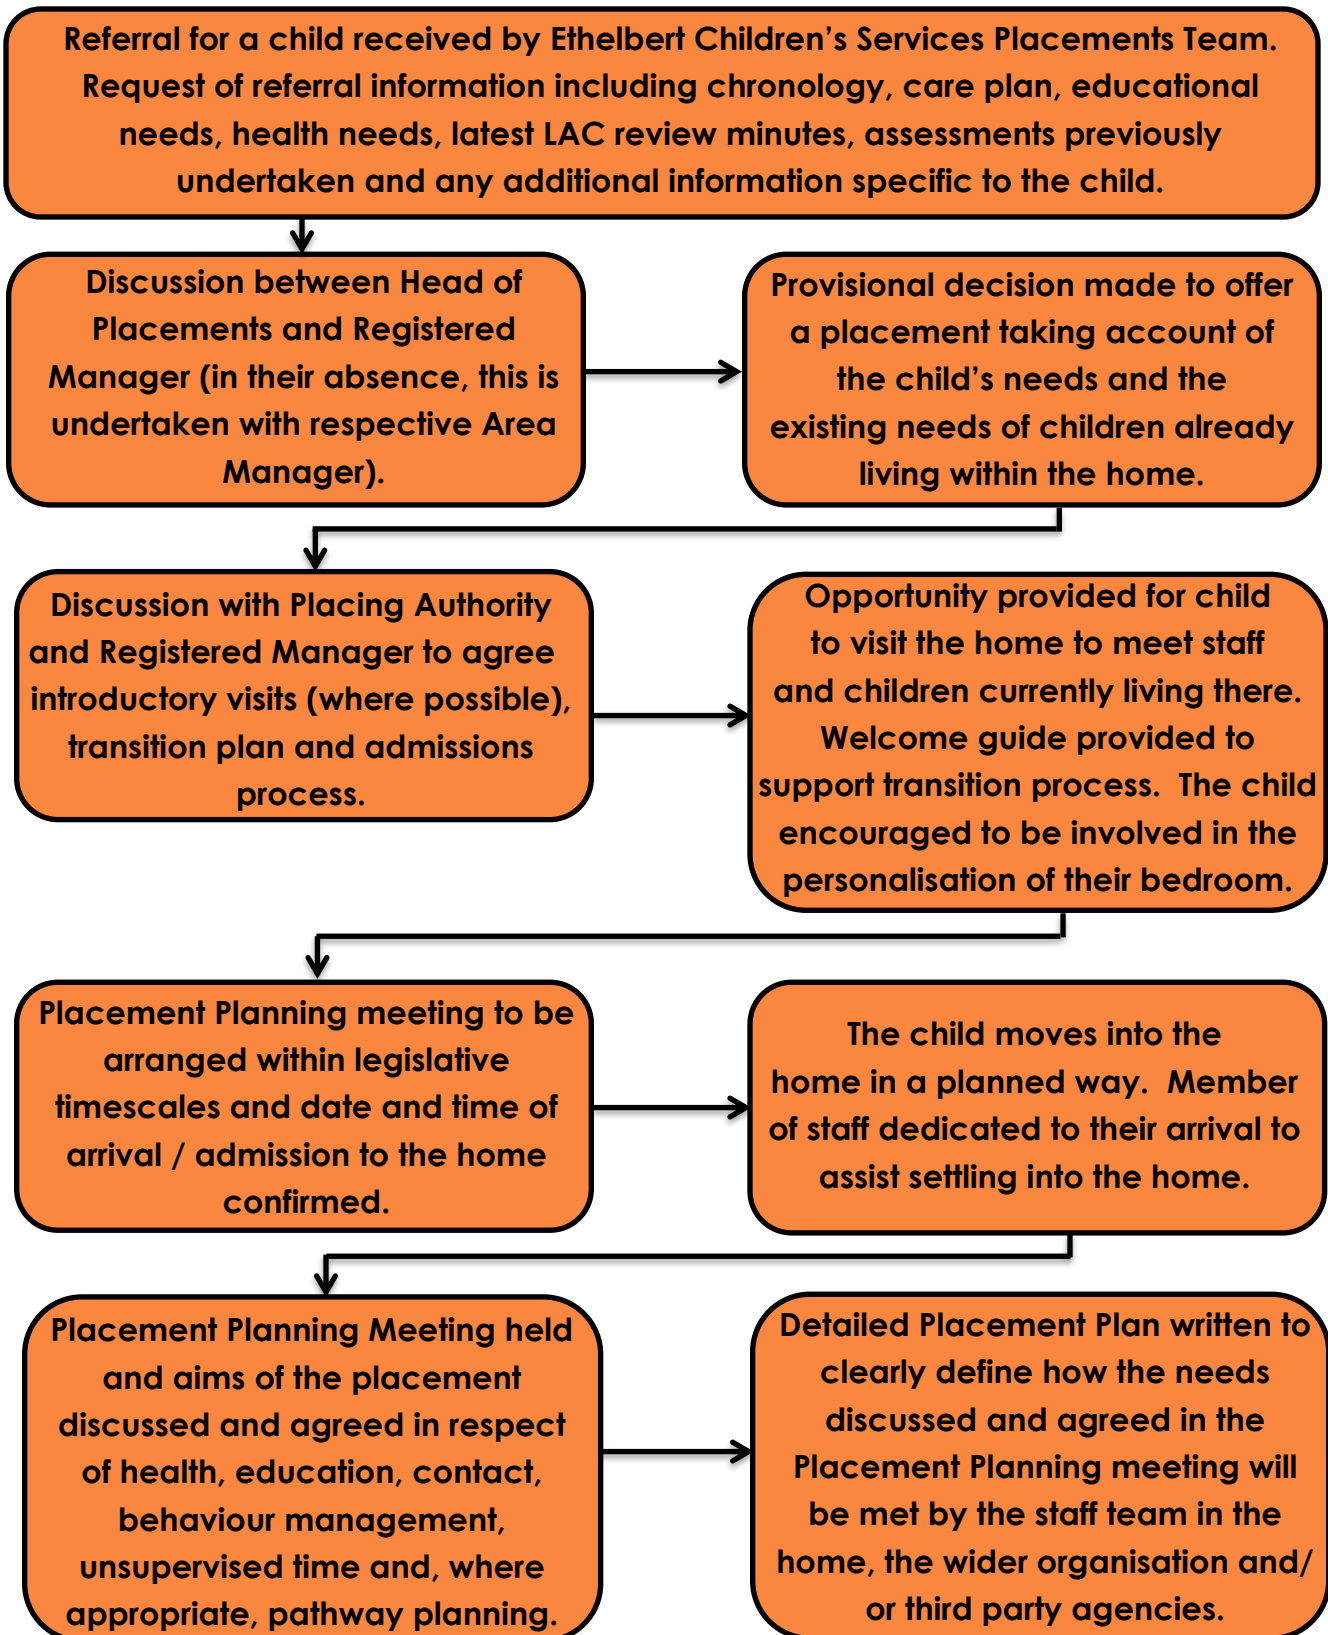 Referral for a child received by Ethelbert Children’s Services Placements Team.
Request of referral information including chronology, care plan, educational
needs, health needs, latest LAC review minutes, assessments previously
undertaken and any additional information specific to the child.
Discussion between Head of
Placements and Registered
Manager (in their absence, this is
undertaken with respective Area
Manager).
Provisional decision made to offer
a placement taking account of
the child’s needs and the
existing needs of children already
living within the home.
Discussion with Placing Authority
and Registered Manager to agree
introductory visits (where possible),
transition plan and admissions
process.
Opportunity provided for child
to visit the home to meet staff
and children currently living there.
Welcome guide provided to
support transition process. The child
encouraged to be involved in the
personalisation of their bedroom.
Placement Planning meeting to be
arranged within legislative
timescales and date and time of
arrival / admission to the home
confirmed.
The child moves into the
home in a planned way. Member
of staff dedicated to their arrival to
assist settling into the home.
Placement Planning Meeting held
and aims of the placement
discussed and agreed in respect
of health, education, contact,
behaviour management,
unsupervised time and, where
appropriate, pathway planning.
Detailed Placement Plan written to
clearly define how the needs
discussed and agreed in the
Placement Planning meeting will
be met by the staff team in the
home, the wider organisation and/
or third party agencies.